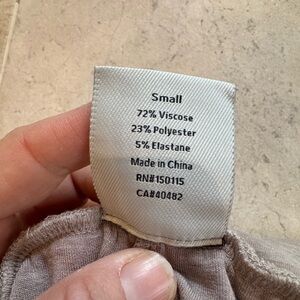 Small
72% Viscose
23% Polyester
5% Elastane
Made in China
RN#150115
CA#40482